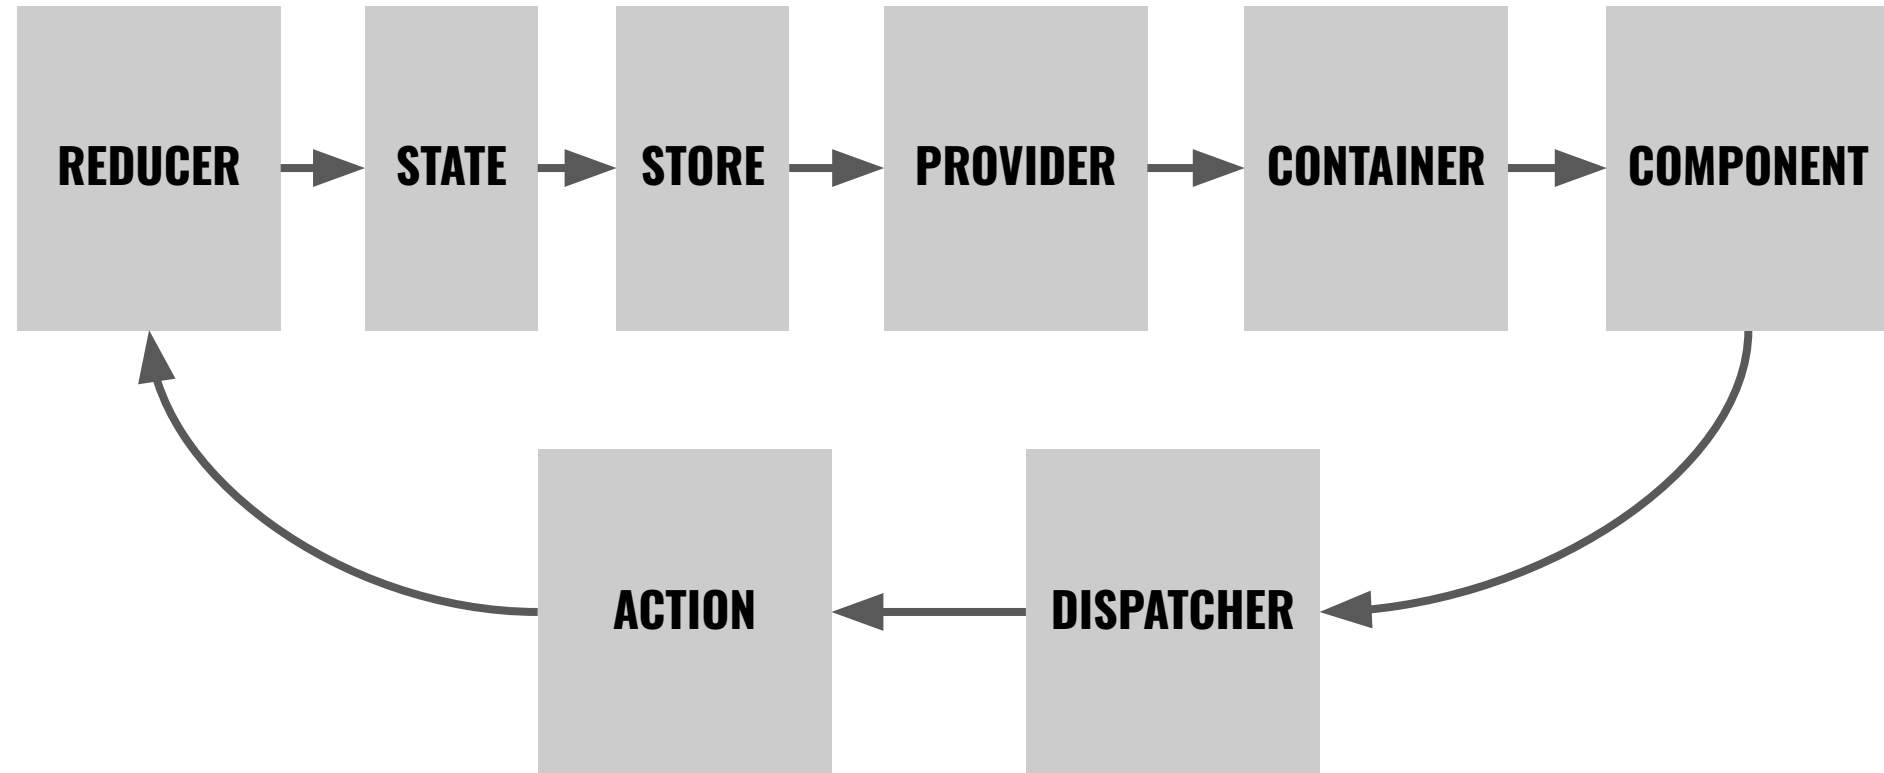 REDUCER
STATE
STORE
PROVIDER
CONTAINER
COMPONENT
ACTION
DISPATCHER